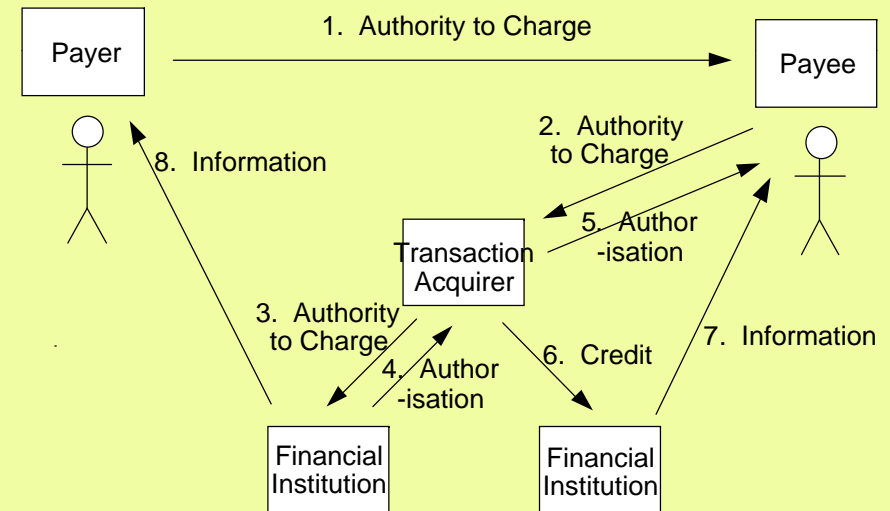 1. Authority to Charge
Payer
Payee
2. Authority
to Charge
8. Information
5. Author
-isation
Transaction
Acquirer
3. Authority
to Charge
4. Author
-isation
6. Credit
7. Information
Financial
Institution
Financial
Institution